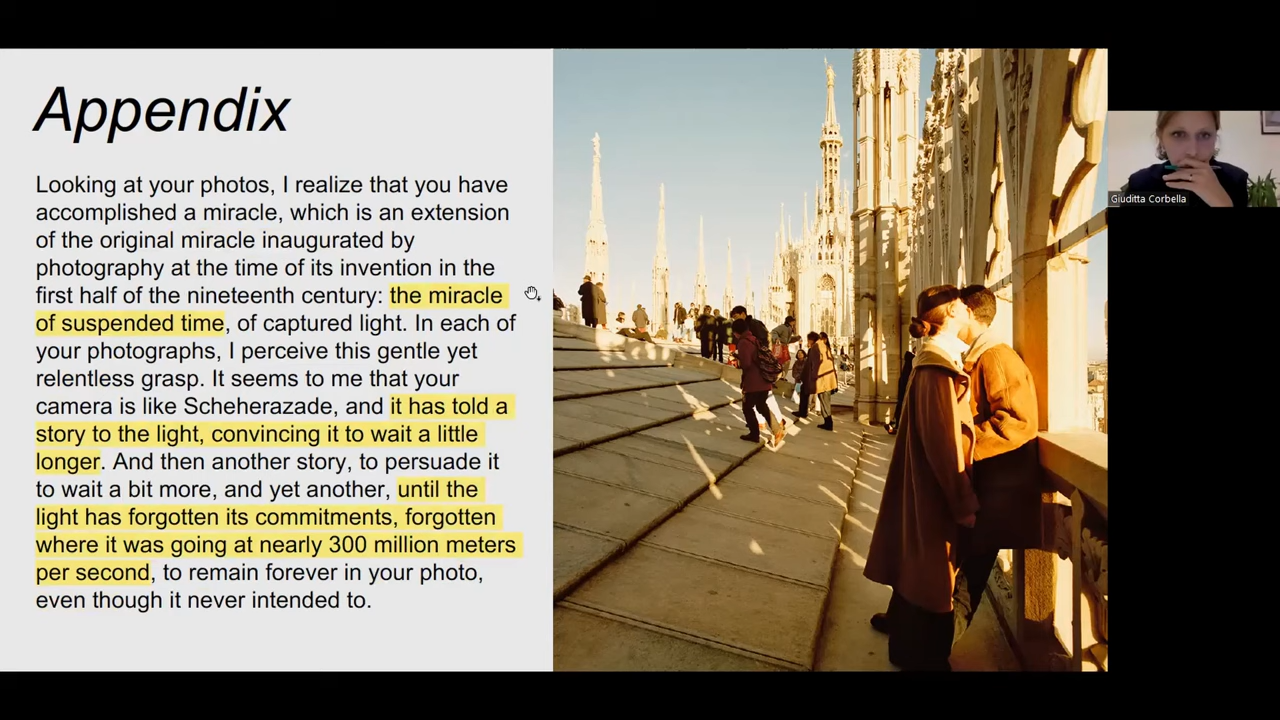 Appendix
Looking at your photos, I realize that you have
accomplished a miracle, which is an extension
of the original miracle inaugurated by
photography at the time of its invention in the
first half of the nineteenth century: the miracle
of suspended time, of captured light. In each of
your photographs, I perceive this gentle yet
relentless grasp. It seems to me that your
camera is like Scheherazade, and it has told a
story to the light, convincing it to wait a little
longer. And then another story, to persuade it
to wait a bit more, and yet another, until the
light has forgotten its commitments, forgotten
where it was going at nearly 300 million meters
per second, to remain forever in your photo,
even though it never intended to.
Giuditta Corbella